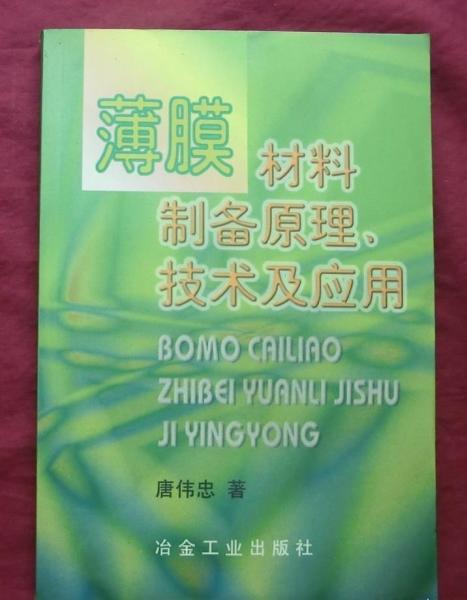 薄膜材料
制备原理、
技术及应用
BOMO CAILIAO
ZHIBEI YUANLI JISHU
JI YINGYONG
唐伟忠 著
冶金工业出版社